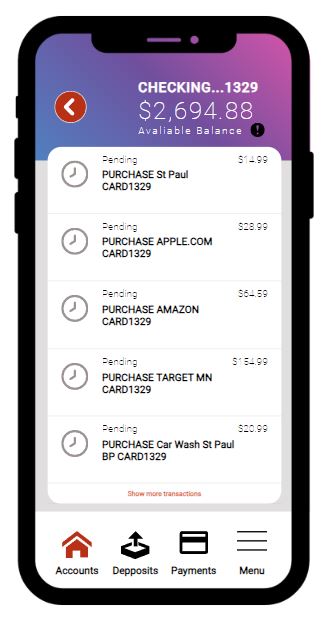 CHECKING...1329
$2,694.88
Avaliable Balance !
Pending $14.99
PURCHASE St Paul
CARD1329
Pending $28.99
PURCHASE APPLE.COM
CARD1329
Pending $64.59
PURCHASE AMAZON
CARD1329
Pending $154.99
PURCHASE TARGET MN
CARD1329
Pending $20.99
PURCHASE Car Wash St Paul
BP CARD1329
Show more transactions
Accounts Depposits Payments Menu